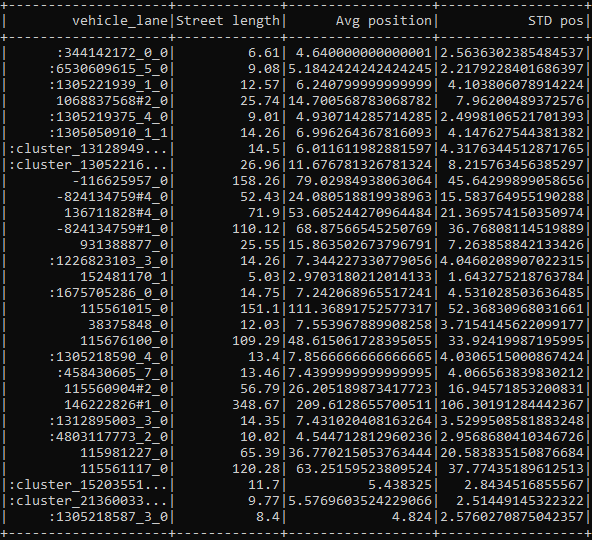 +--------------------+-------------+------------------+------------------+
|        vehicle_lane|Street length|      Avg position|           STD pos|
+--------------------+-------------+------------------+------------------+
|    :344142172_0_0|         6.61| 4.640000000000001|2.5636302385484537|
|   :6530609615_5_0|         9.08|5.1842424242424245|2.2179228401686397|
|   :1305221939_1_0|        12.57| 6.240799999999999| 4.103806078914224|
|    1068837568#2_0|        25.74|14.700568783068782|  7.96200489372576|
|   :1305219375_4_0|         9.01| 4.930714285714285|2.4998106521701393|
|   :1305050910_1_1|        14.26| 6.996264367816093| 4.147627544381382|
|:cluster_13128949...|         14.5|6.0111611982881597|4.3176344512871765|
|:cluster_13052216...|        26.96|11.676781326781324| 8.215763456385297|
|      -116625957_0|       158.26| 79.02984938063064| 45.64299899058656|
|    -824134759#4_0|        52.43|24.080518819938963|15.583764955190288|
|     136711828#4_0|         71.9|53.605244270964484|21.369574150350974|
|    -824134759#1_0|       110.12| 68.87566545250769| 36.76808114519889|
|       931388877_0|        25.55|15.863502673796791| 7.263858842133426|
|   :1226823103_3_0|        14.26| 7.344227330779056|4.0460208907022315|
|       152481170_1|         5.03|2.9703180212014133| 1.643275218763784|
|   :1675705286_0_0|        14.75| 7.242068965517241| 4.531028503636485|
|       115561015_0|        151.1|111.36891752577317| 52.36830968031661|
|        38375848_0|        12.03| 7.553967889908258|3.7154145622099177|
|       115676100_0|       109.29|48.615061728395055| 33.92419987195995|
|   :1305218590_4_0|         13.4|7.8566666666666665|4.0306515000867424|
|    :458430605_7_0|        13.46|7.4399999999999995| 4.066563839830212|
|     115560904#2_0|        56.79|26.205189873417723| 16.94571853200831|
|     146222826#1_0|       348.67| 209.6128655700511|106.30191284442367|
|   :1312895003_3_0|        14.35| 7.431020408163264|3.5299508581883248|
|   :4803117773_2_0|        10.02| 4.544712812960236|2.9568680410346726|
|       115981227_0|        65.39|36.770215053763444|20.583835150876684|
|       115561117_0|       120.28| 63.25159523809524| 37.77435189612513|
|:cluster_15203551...|         11.7|          5.438325|   2.8434516855567|
|:cluster_21360033...|         9.77|5.5769603524229066|  2.51449145322322|
|   :1305218587_3_0|          8.4|             4.824|2.5760270875042357|
+--------------------+-------------+------------------+------------------+